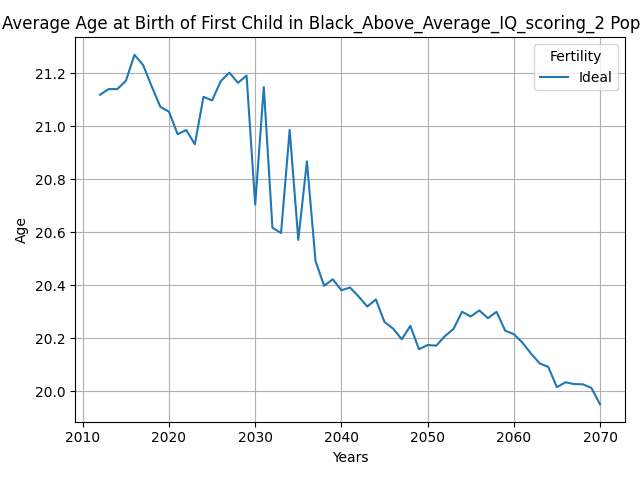 Average Age at Birth of First Child in Black_Above_Average_IQ_scoring_2 Pop
Fertility
Ideal
21.2
21.0
20.8
20.6
20.4
20.2
20.0
Age
2010 2020 2030 2040 2050 2060 2070
Years